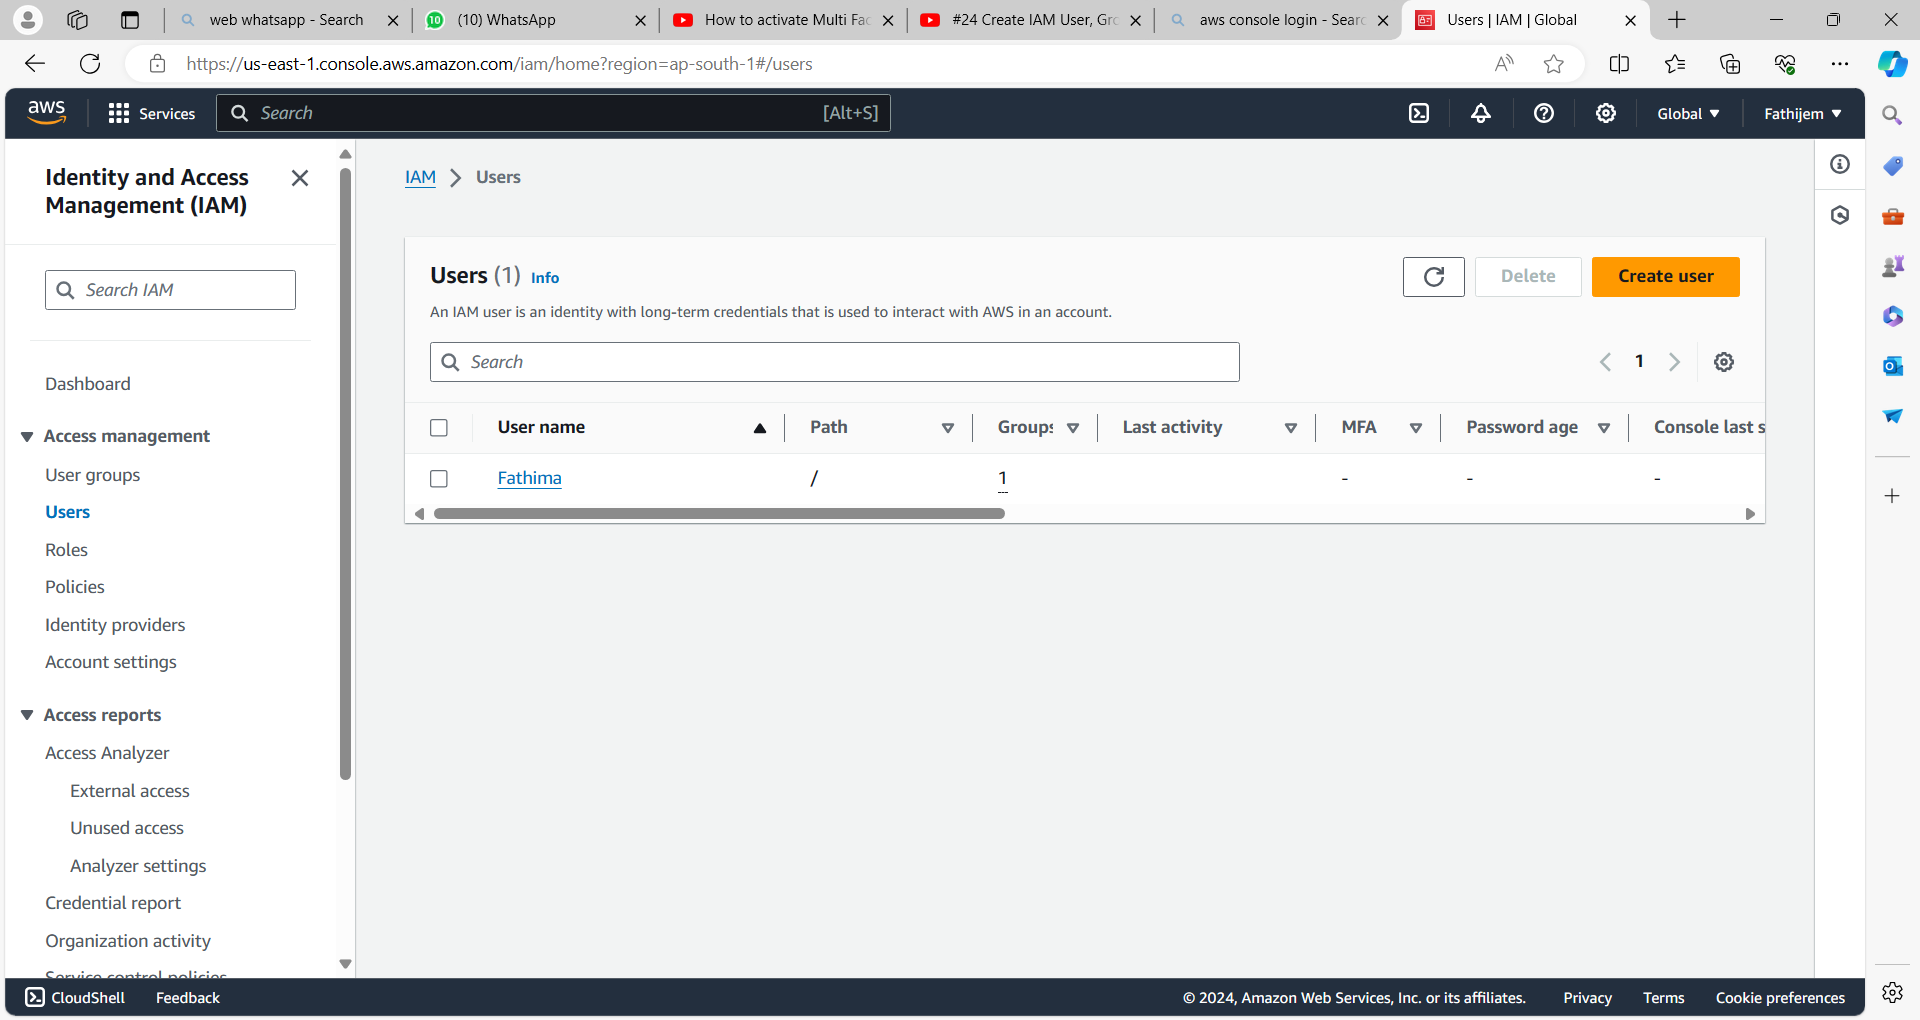 web whatsapp - Search
(10) WhatsApp
How to activate Multi Fac
#24 Create IAM User, Gro
aws console login - Searc
Users | IAM | Global
https://us-east-1.console.aws.amazon.com/iam/home?region=ap-south-1#/users
aws
Services
Search
[Alt+S]
Global
Fathijem
Identity and Access
Management (IAM)
Search IAM
Dashboard
Access management
User groups
Users
Roles
Policies
Identity providers
Account settings
Access reports
Access Analyzer
External access
Unused access
Analyzer settings
Credential report
Organization activity
Service control policies
IAM > Users
Users (1) Info
Delete
Create user
An IAM user is an identity with long-term credentials that is used to interact with AWS in an account.
Search
1
User name Path Groups Last activity MFA Password age Console last s
Fathima / 1 - - -
CloudShell Feedback © 2024, Amazon Web Services, Inc. or its affiliates. Privacy Terms Cookie preferences